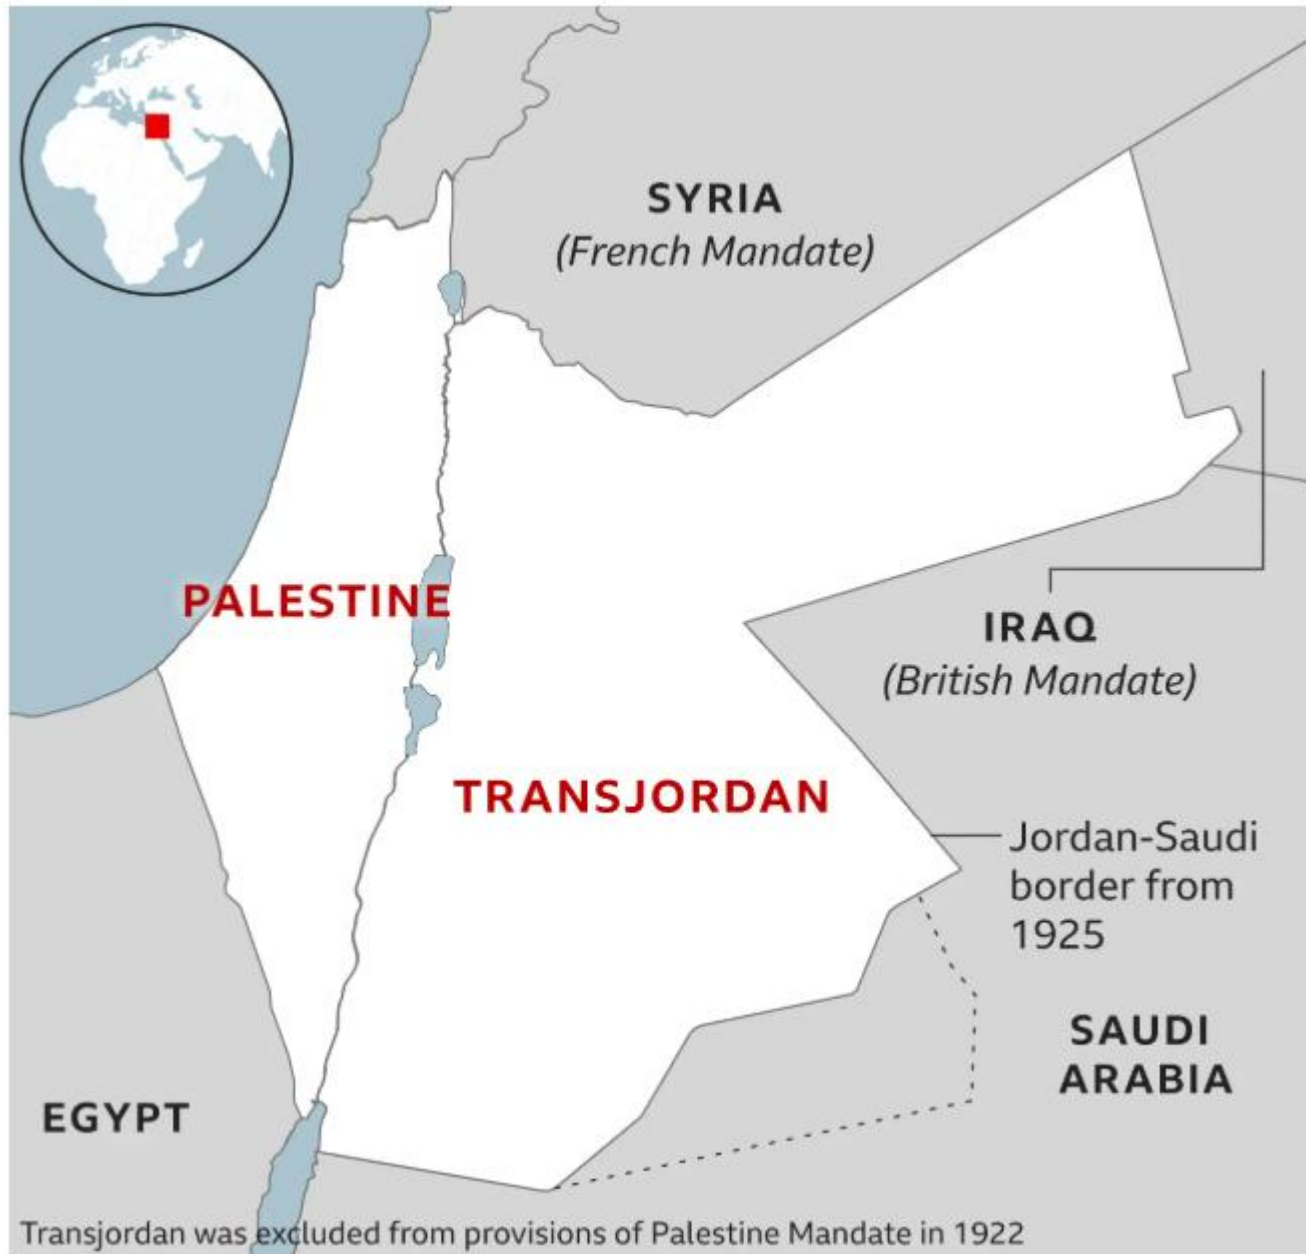 SYRIA
(French Mandate)
PALESTINE
IRAQ
(British Mandate)
TRANSJORDAN
Jordan-Saudi
border from
1925
SAUDI
ARABIA
EGYPT
Transjordan was excluded from provisions of Palestine Mandate in 1922